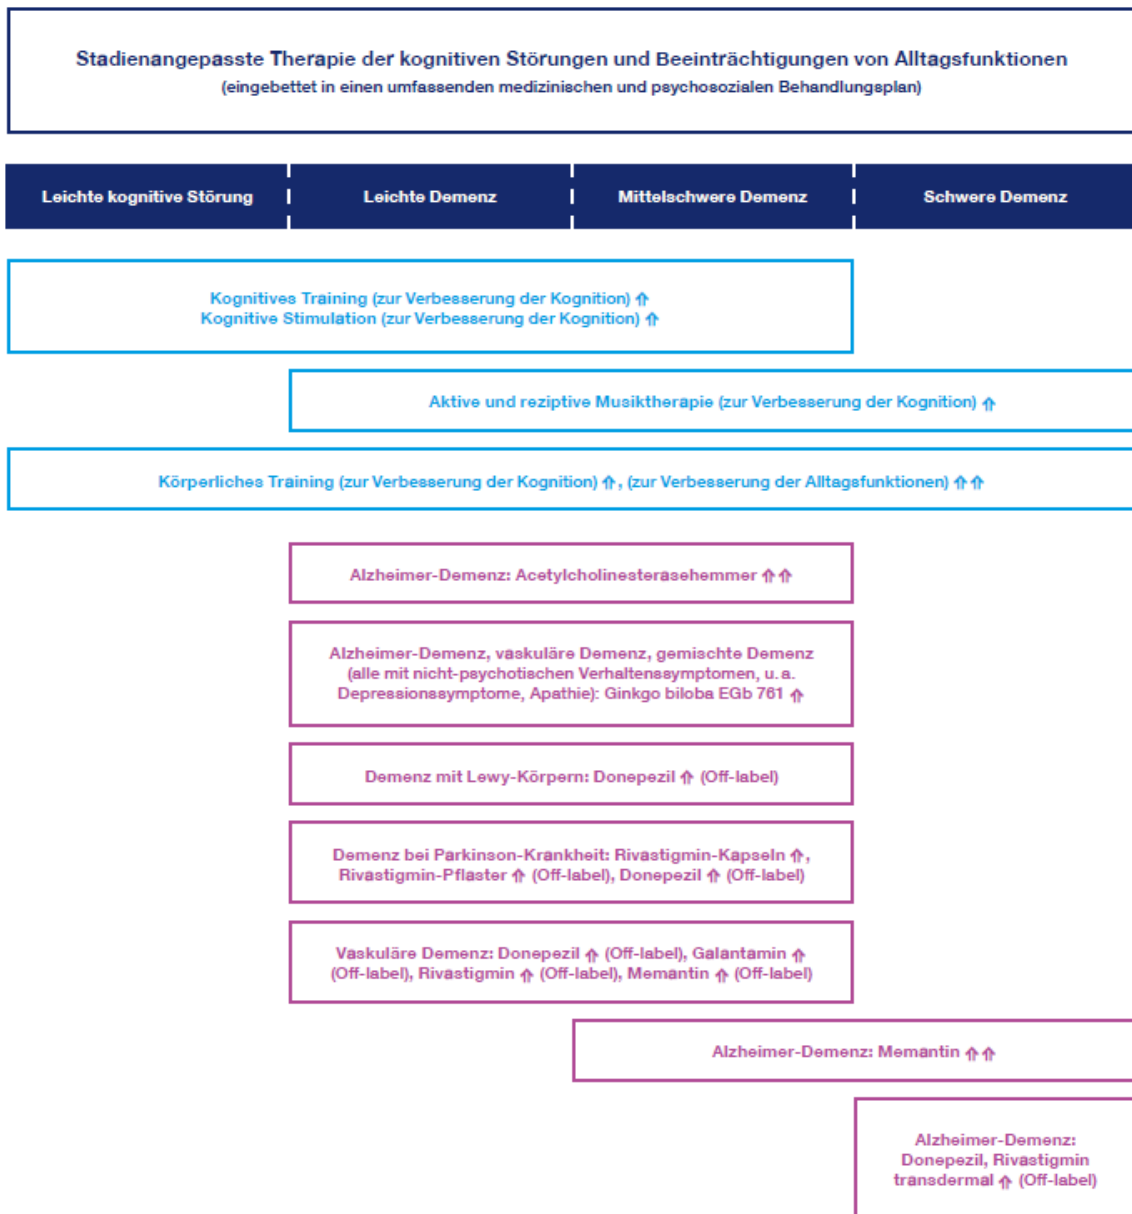 Stadienangepasste Therapie der kognitiven Störungen und Beeinträchtigungen von Alltagsfunktionen
(eingebettet in einen umfassenden medizinischen und psychosozialen Behandlungsplan)
Leichte kognitive Störung
Leichte Demenz
Mittelschwere Demenz
Schwere Demenz
Kognitives Training (zur Verbesserung der Kognition) ⇑
Kognitive Stimulation (zur Verbesserung der Kognition) ⇑
Aktive und reziptive Musiktherapie (zur Verbesserung der Kognition) ⇑
Körperliches Training (zur Verbesserung der Kognition) ⇑, (zur Verbesserung der Alltagsfunktionen) ⇑⇑
Alzheimer-Demenz: Acetylcholinesterasehemmer ⇑⇑
Alzheimer-Demenz, vaskuläre Demenz, gemischte Demenz
(alle mit nicht-psychotischen Verhaltenssymptomen, u. a.
Depressionssymptome, Apathie): Ginkgo biloba EGb 761 ⇑
Demenz mit Lewy-Körpern: Donepezil ⇑ (Off-label)
Demenz bei Parkinson-Krankheit: Rivastigmin-Kapseln ⇑,
Rivastigmin-Pflaster ⇑ (Off-label), Donepezil ⇑ (Off-label)
Vaskuläre Demenz: Donepezil ⇑ (Off-label), Galantamin ⇑
(Off-label), Rivastigmin ⇑ (Off-label), Memantin ⇑ (Off-label)
Alzheimer-Demenz: Memantin ⇑⇑
Alzheimer-Demenz:
Donepezil, Rivastigmin
transdermal ⇑ (Off-label)